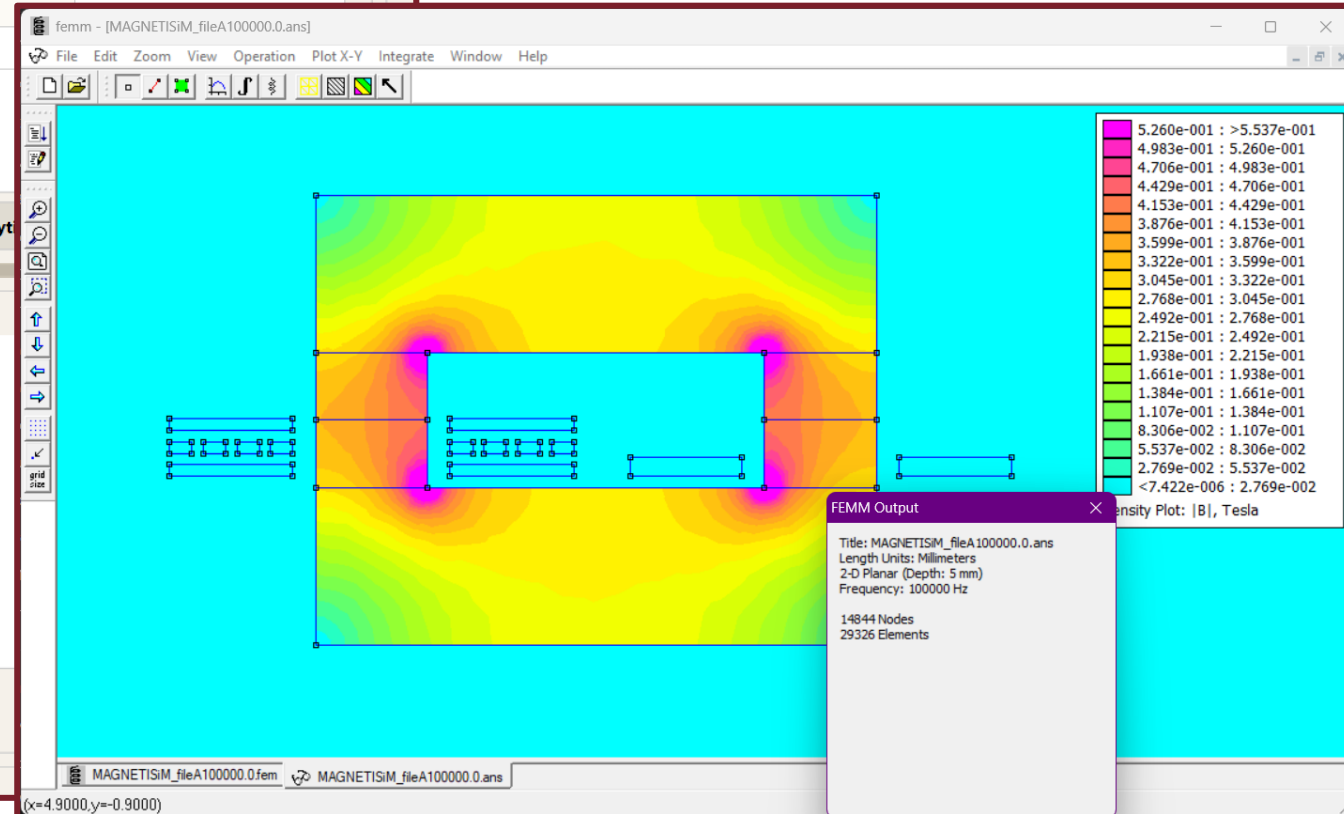 femm - [MAGNETISiM_fileA100000.0.ans]
File Edit Zoom View Operation Plot X-Y Integrate Window Help
5.260e-001 : >5.537e-001
4.983e-001 : 5.260e-001
4.706e-001 : 4.983e-001
4.429e-001 : 4.706e-001
4.153e-001 : 4.429e-001
3.876e-001 : 4.153e-001
3.599e-001 : 3.876e-001
3.322e-001 : 3.599e-001
3.045e-001 : 3.322e-001
2.768e-001 : 3.045e-001
2.492e-001 : 2.768e-001
2.215e-001 : 2.492e-001
1.938e-001 : 2.215e-001
1.661e-001 : 1.938e-001
1.384e-001 : 1.661e-001
1.107e-001 : 1.384e-001
8.306e-002 : 1.107e-001
5.537e-002 : 8.306e-002
2.769e-002 : 5.537e-002
<7.422e-006 : 2.769e-002
ensity Plot: |B|, Tesla
yti
grid
size
FEMM Output
Title: MAGNETISiM_fileA100000.0.ans
Length Units: Millimeters
2-D Planar (Depth: 5 mm)
Frequency: 100000 Hz
14844 Nodes
29326 Elements
MAGNETISiM_fileA100000.0.fem
MAGNETISiM_fileA100000.0.ans
(x=4.9000,y=-0.9000)